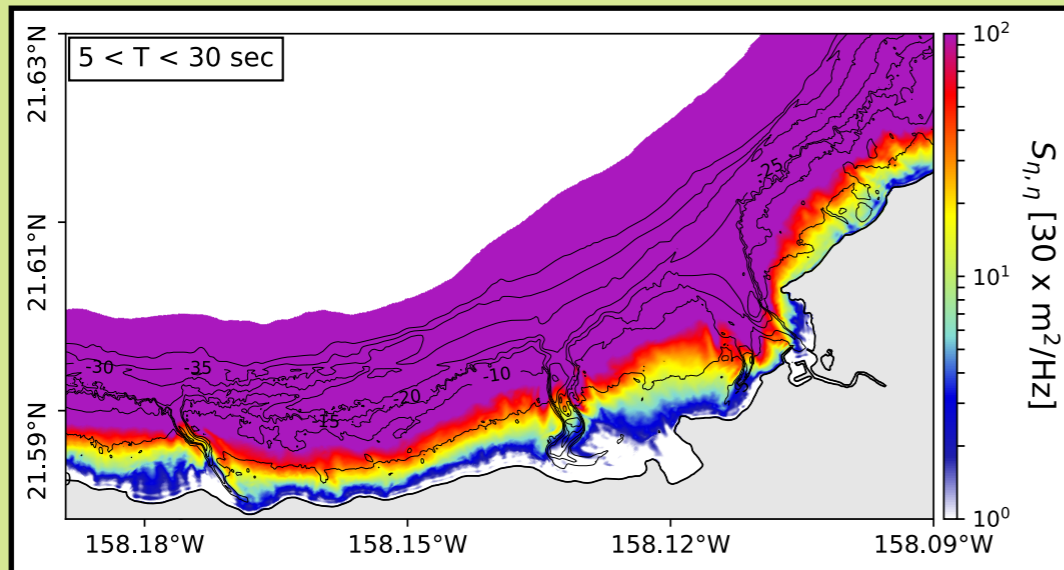 5 < T < 30 sec
21.63°N
21.61°N
21.59°N
-25
-30
-35
-10
-20
-15
158.18°W
158.15°W
158.12°W
158.09°W
10²
10¹
10⁰
Sη,η [30 x m²/Hz]